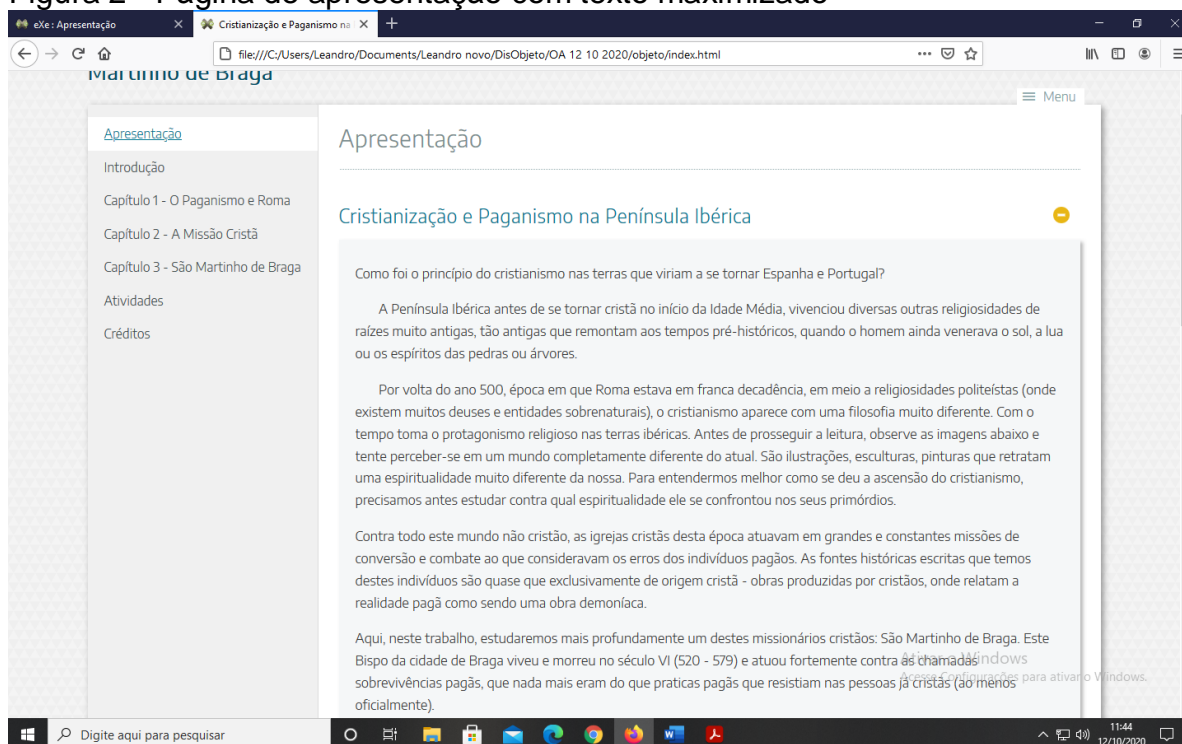 Figura 2 - Página de apresentação com texto maximizado
eXe : Apresentação
Cristianização e Paganismo na
file:///C:/Users/Leandro/Documents/Leandro novo/DisObjeto/OA 12 10 2020/objeto/index.html
Martinho de Braga
Menu
Apresentação
Introdução
Capítulo 1 - O Paganismo e Roma
Capítulo 2 - A Missão Cristã
Capítulo 3 - São Martinho de Braga
Atividades
Créditos
Apresentação
Cristianização e Paganismo na Península Ibérica
Como foi o princípio do cristianismo nas terras que viriam a se tornar Espanha e Portugal?
A Península Ibérica antes de se tornar cristã no início da Idade Média, vivenciou diversas outras religiosidades de
raízes muito antigas, tão antigas que remontam aos tempos pré-históricos, quando o homem ainda venerava o sol, a lua
ou os espíritos das pedras ou árvores.
Por volta do ano 500, época em que Roma estava em franca decadência, em meio a religiosidades politeístas (onde
existem muitos deuses e entidades sobrenaturais), o cristianismo aparece com uma filosofia muito diferente. Com o
tempo toma o protagonismo religioso nas terras ibéricas. Antes de prosseguir a leitura, observe as imagens abaixo e
tente perceber-se em um mundo completamente diferente do atual. São ilustrações, esculturas, pinturas que retratam
uma espiritualidade muito diferente da nossa. Para entendermos melhor como se deu a ascensão do cristianismo,
precisamos antes estudar contra qual espiritualidade ele se confrontou nos seus primórdios.
Contra todo este mundo não cristão, as igrejas cristãs desta época atuavam em grandes e constantes missões de
conversão e combate ao que consideravam os erros dos indivíduos pagãos. As fontes históricas escritas que temos
destes indivíduos são quase que exclusivamente de origem cristã - obras produzidas por cristãos, onde relatam a
realidade pagã como sendo uma obra demoníaca.
Aqui, neste trabalho, estudaremos mais profundamente um destes missionários cristãos: São Martinho de Braga. Este
Bispo da cidade de Braga viveu e morreu no século VI (520 - 579) e atuou fortemente contra as chamadas
sobrevivências pagãs, que nada mais eram do que praticas pagãs que resistiam nas pessoas já cristãs (ao menos
oficialmente).
Ativar o Windows
Acesse Configurações para ativar o Windows.
Digite aqui para pesquisar
11:44
12/10/2020